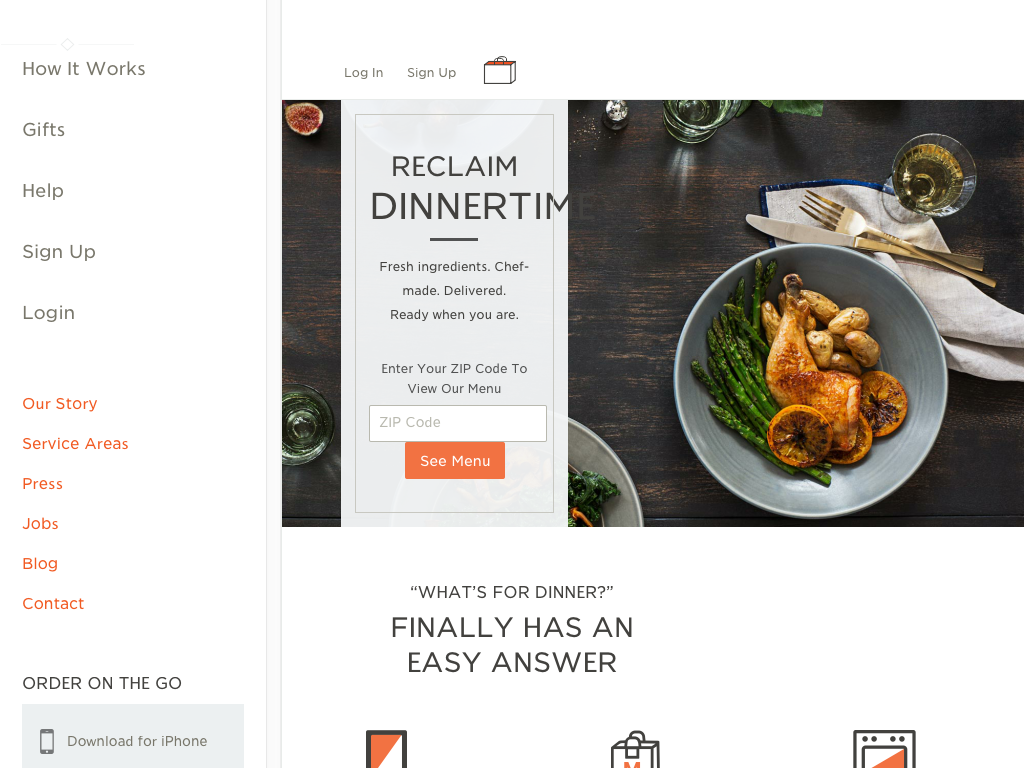 How It Works
Gifts
Help
Sign Up
Login
Our Story
Service Areas
Press
Jobs
Blog
Contact
ORDER ON THE GO
Download for iPhone
Log In
Sign Up
RECLAIM
DINNERTIME
Fresh ingredients. Chef-
made. Delivered.
Ready when you are.
Enter Your ZIP Code To
View Our Menu
ZIP Code
See Menu
“WHAT’S FOR DINNER?”
FINALLY HAS AN
EASY ANSWER
M